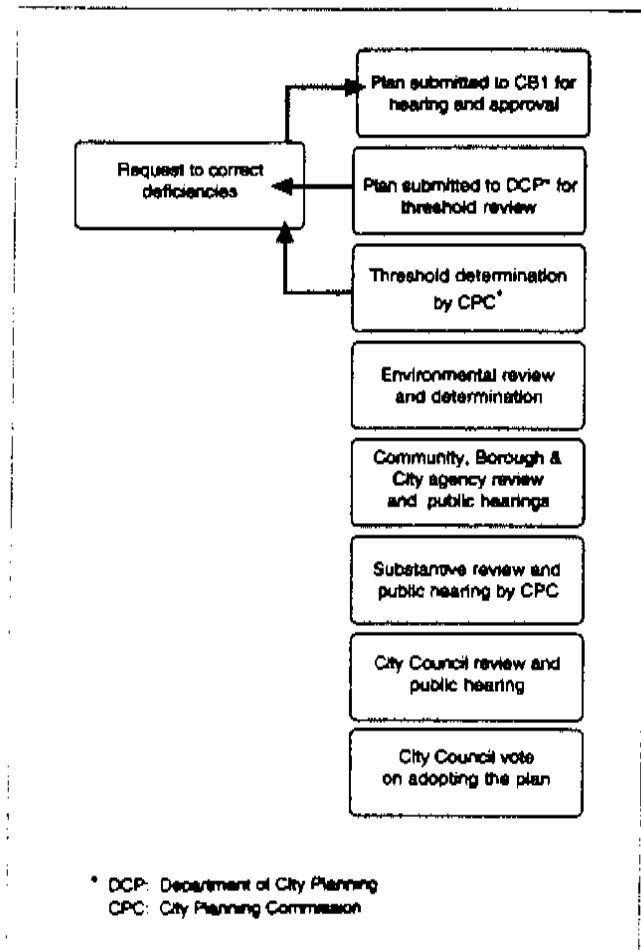 Plan submitted to CB1 for
hearing and approval
Request to correct
deficiencies
Plan submitted to DCP* for
threshold review
Threshold determination
by CPC*
Environmental review
and determination
Community, Borough &
City agency review
and public hearings
Substantive review and
public hearing by CPC
City Council review and
public hearing
City Council vote
on adopting the plan
* DCP: Department of City Planning
CPC: City Planning Commission